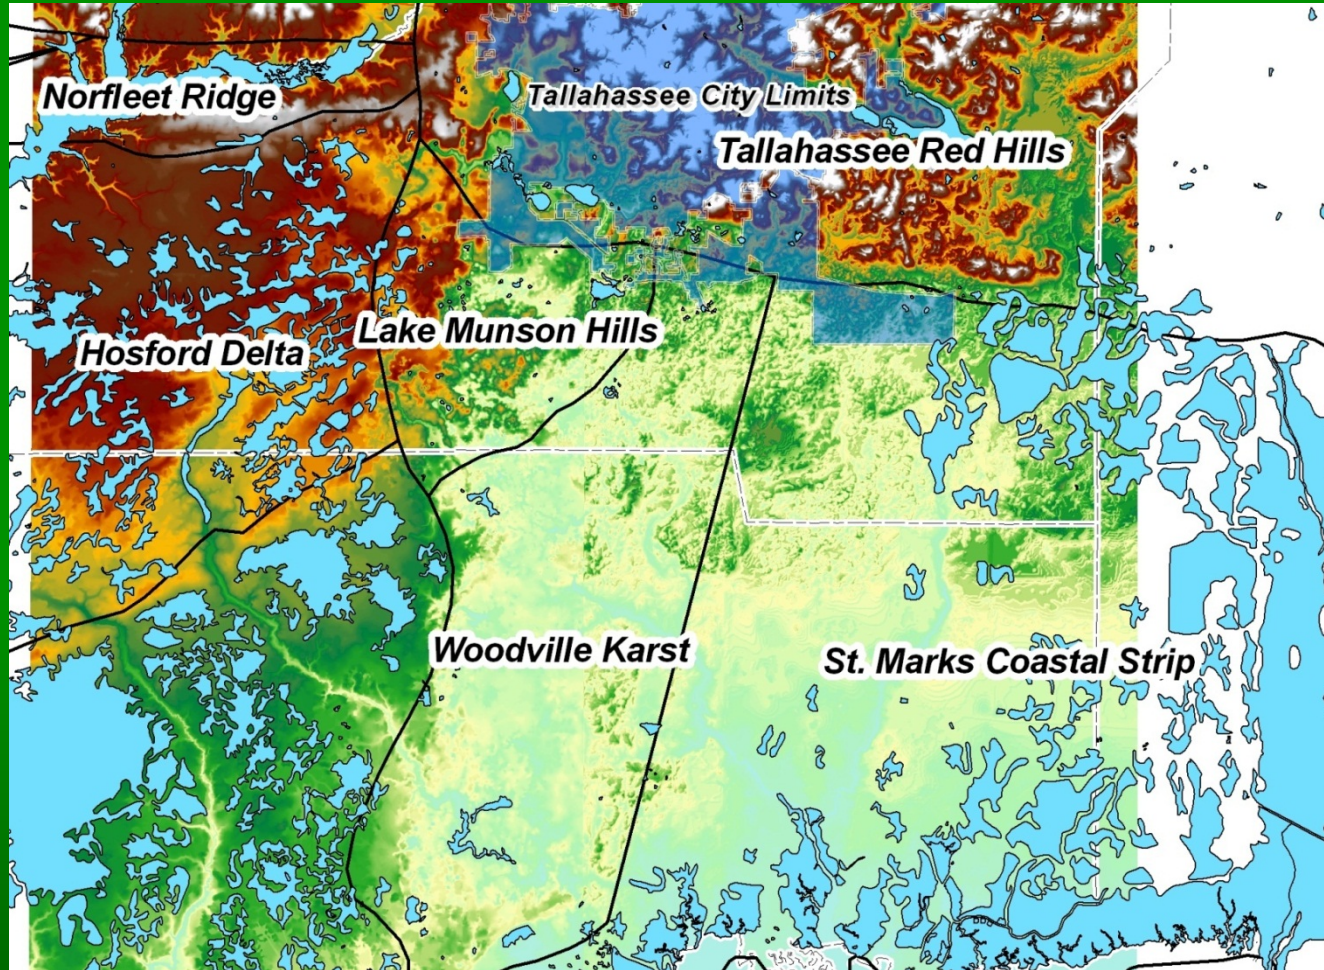 Norfleet Ridge
Tallahassee City Limits
Tallahassee Red Hills
Lake Munson Hills
Hosford Delta
Woodville Karst
St. Marks Coastal Strip